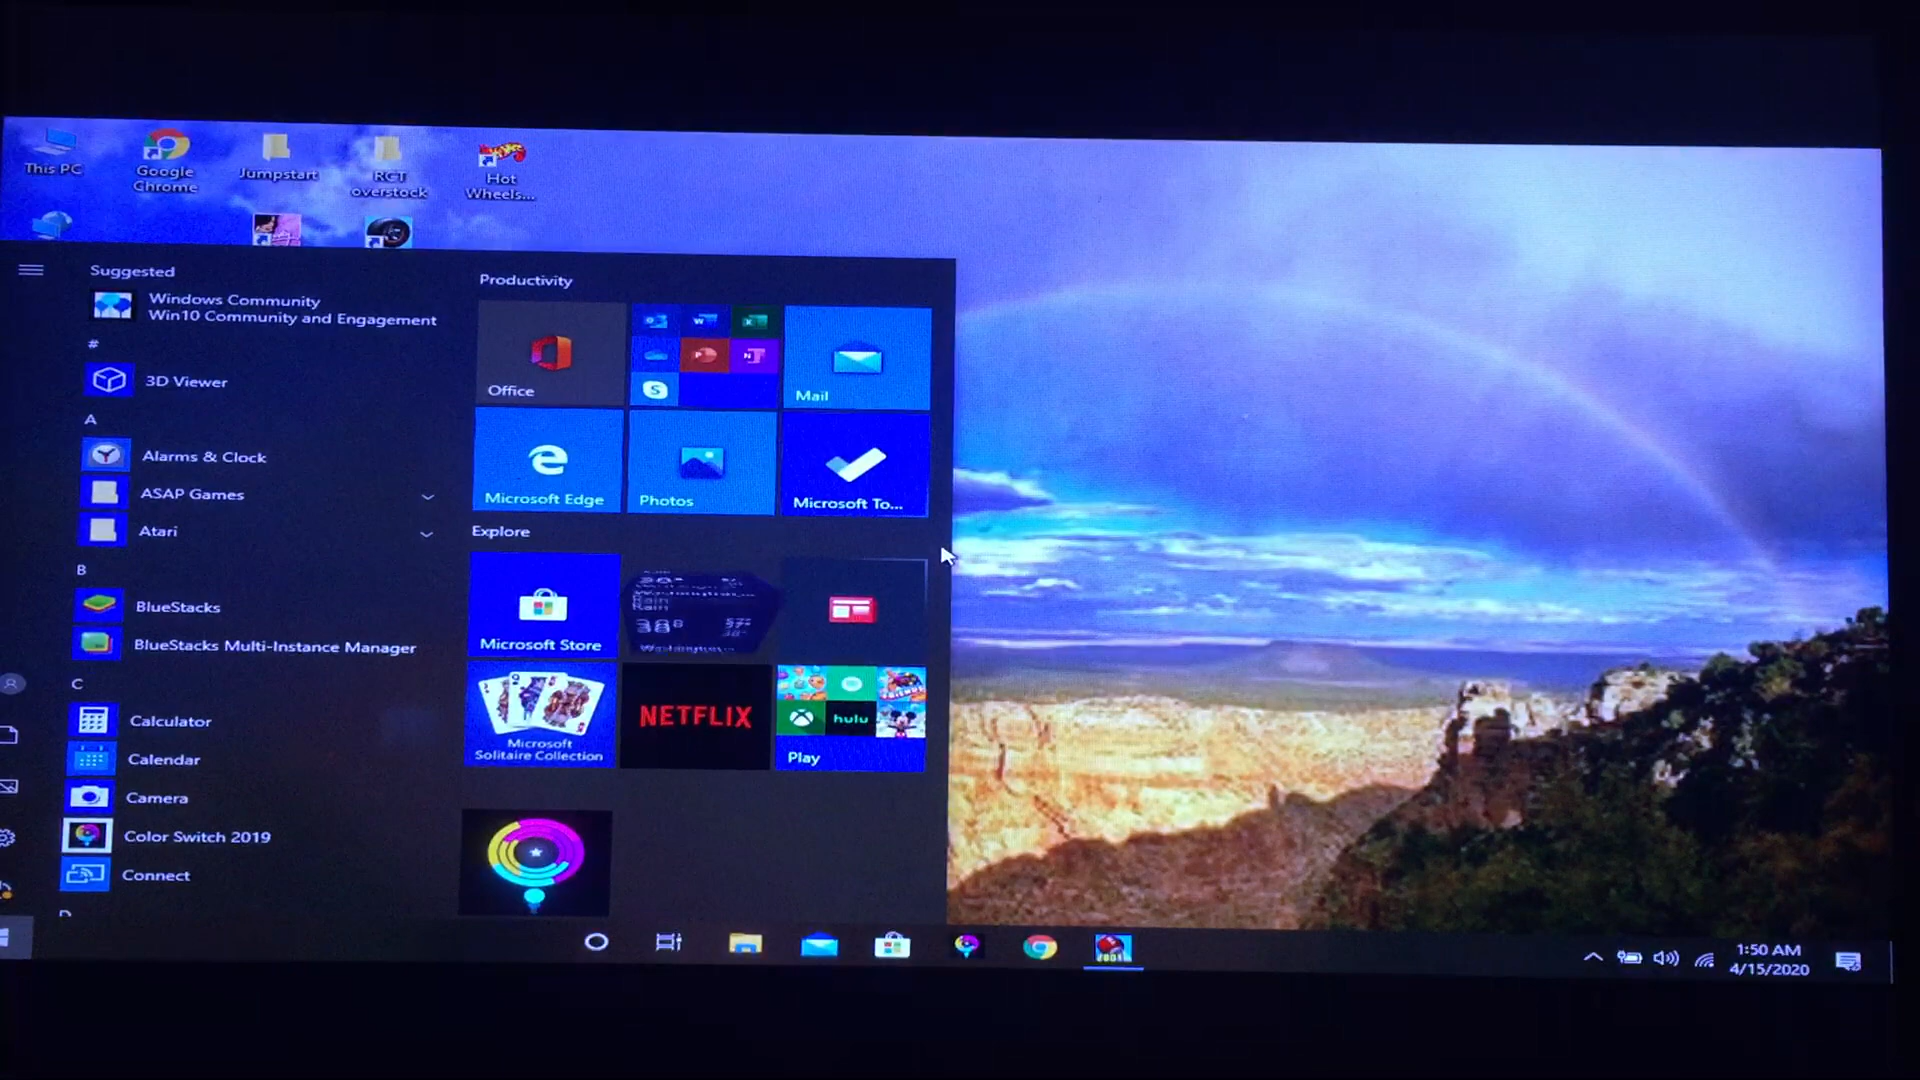 This PC
Google
Chrome
Jumpstart
RCT
overstock
Hot
Wheels...
Suggested
Windows Community
Win10 Community and Engagement
#
3D Viewer
A
Alarms & Clock
ASAP Games
Atari
B
BlueStacks
BlueStacks Multi-Instance Manager
C
Calculator
Calendar
Camera
Color Switch 2019
Connect
D
Productivity
Office
Mail
Microsoft Edge
Photos
Microsoft To...
Explore
Microsoft Store
Rain
38°
Microsoft
Solitaire Collection
NETFLIX
hulu
Play
2001
1:50 AM
4/15/2020